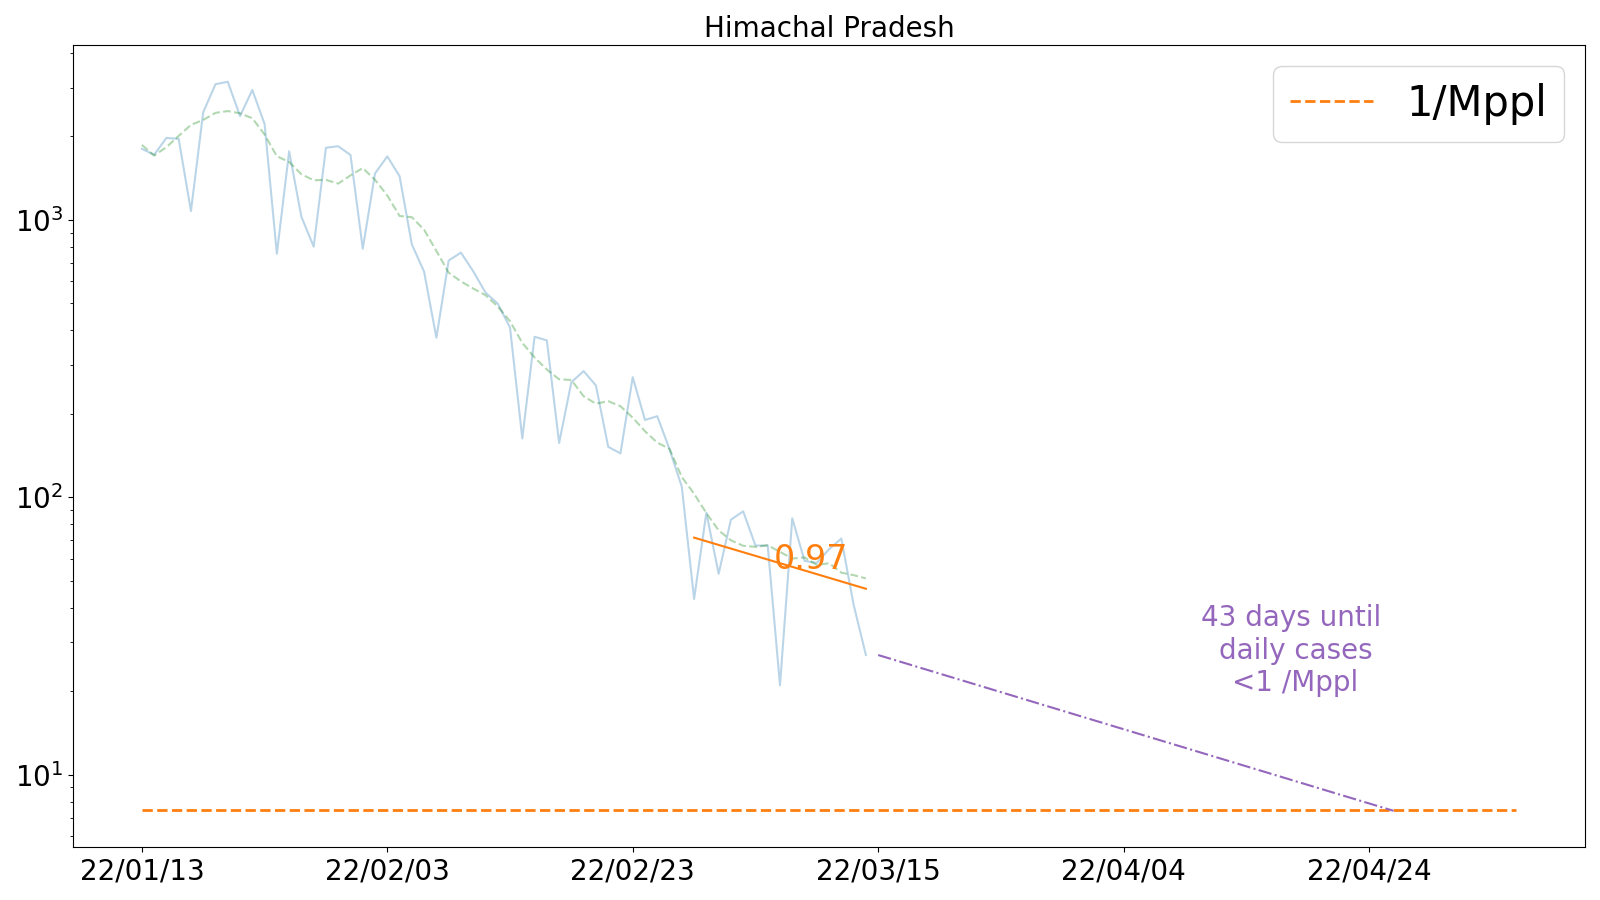 Himachal Pradesh
1/Mppl
10³
10²
0.97
43 days until
daily cases
<1 /Mppl
10¹
22/01/13 22/02/03 22/02/23 22/03/15 22/04/04 22/04/24